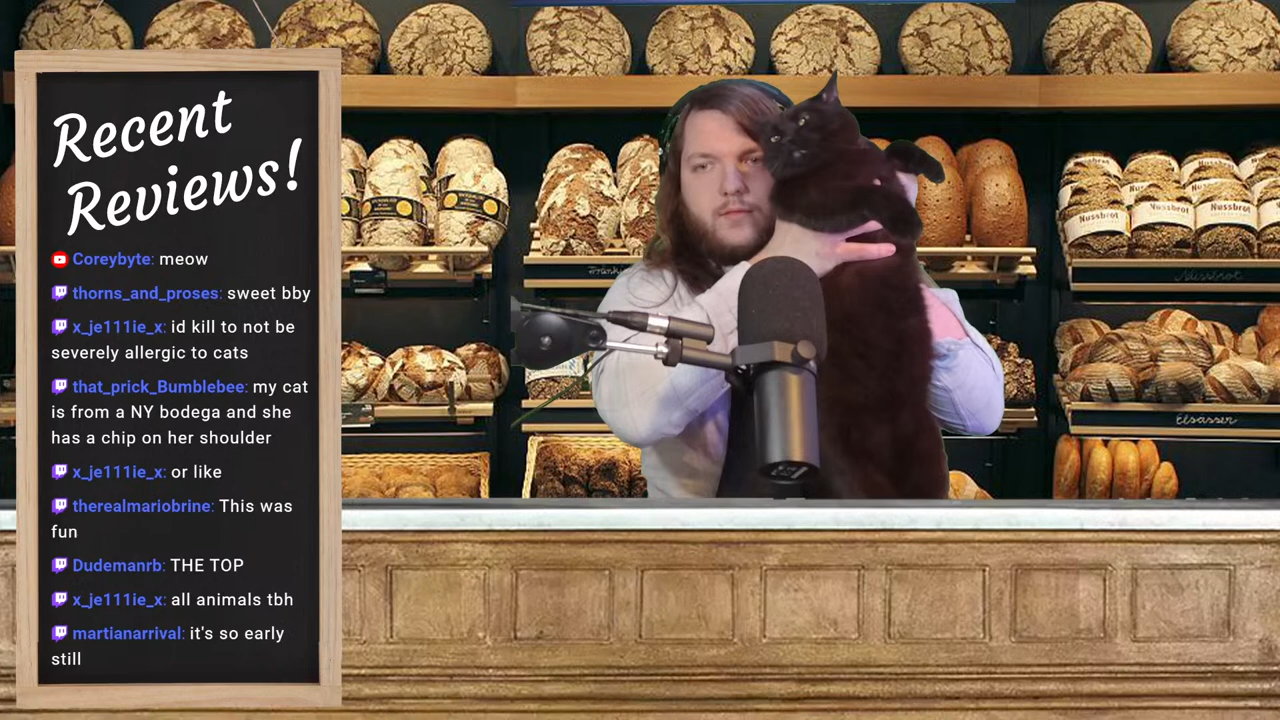 Recent
Reviews!
Coreybyte: meow
thorns_and_proses: sweet bby
x_je111ie_x: id kill to not be
severely allergic to cats
that_prick_Bumblebee: my cat
is from a NY bodega and she
has a chip on her shoulder
x_je111ie_x: or like
therealmariobrine: This was
fun
Dudemanrb: THE TOP
x_je111ie_x: all animals tbh
martianarrival: it's so early
still
Nussbrot
Nussbrot
Nussbrot
Nussbrot
Elsässer